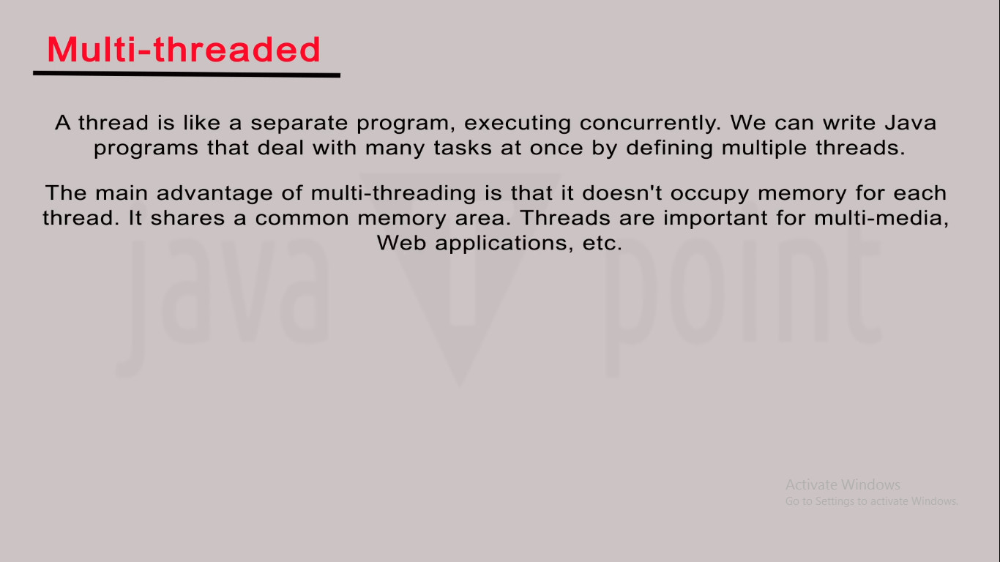 Multi-threaded
A thread is like a separate program, executing concurrently. We can write Java
programs that deal with many tasks at once by defining multiple threads.
The main advantage of multi-threading is that it doesn't occupy memory for each
thread. It shares a common memory area. Threads are important for multi-media,
Web applications, etc.
java T point
Activate Windows
Go to Settings to activate Windows.